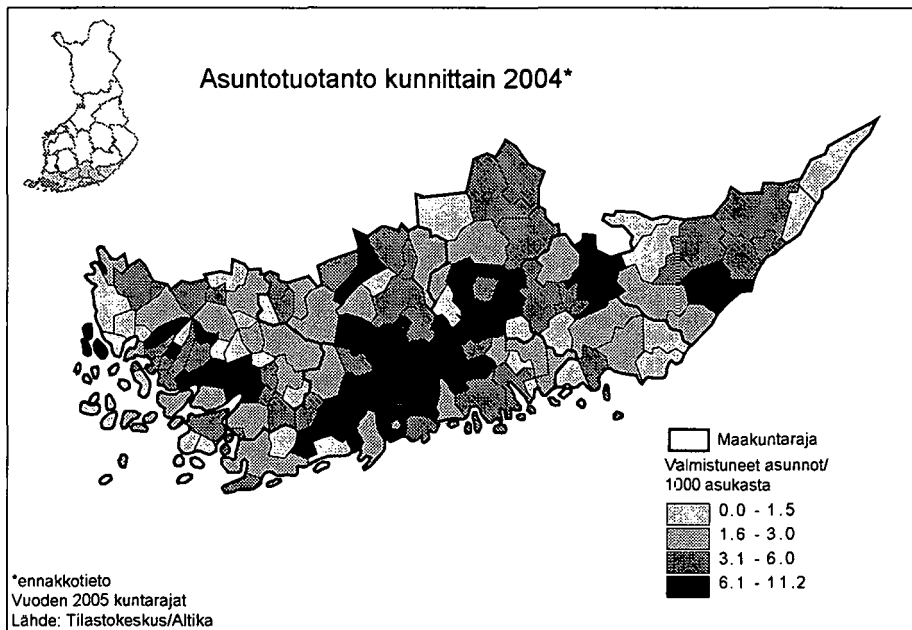 Asuntotuotanto kunnittain 2004*
Maakuntaraja
Valmistuneet asunnot/
1000 asukasta
0.0 - 1.5
1.6 - 3.0
3.1 - 6.0
6.1 - 11.2
*ennakkotieto
Vuoden 2005 kuntarajat
Lähde: Tilastokeskus/Altika